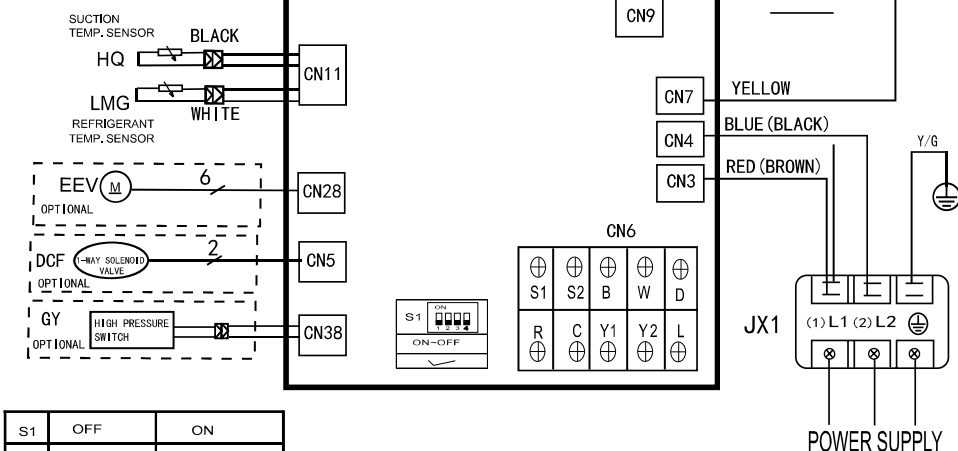 SUCTION
TEMP. SENSOR
BLACK
HQ
CN11
LMG
WHITE
REFRIGERANT
TEMP. SENSOR
EEV
M
6
OPTIONAL
CN28
DCF
1-WAY SOLENOID
VALVE
2
OPTIONAL
CN5
GY
HIGH PRESSURE
SWITCH
OPTIONAL
CN38
CN9
CN7
YELLOW
CN4
BLUE(BLACK)
CN3
RED(BROWN)
Y/G
CN6
S1 S2 B W D
R C Y1 Y2 L
S1
ON
1 2 3 4
ON-OFF
JX1
(1) L1 (2) L2
POWER SUPPLY
S1 OFF ON